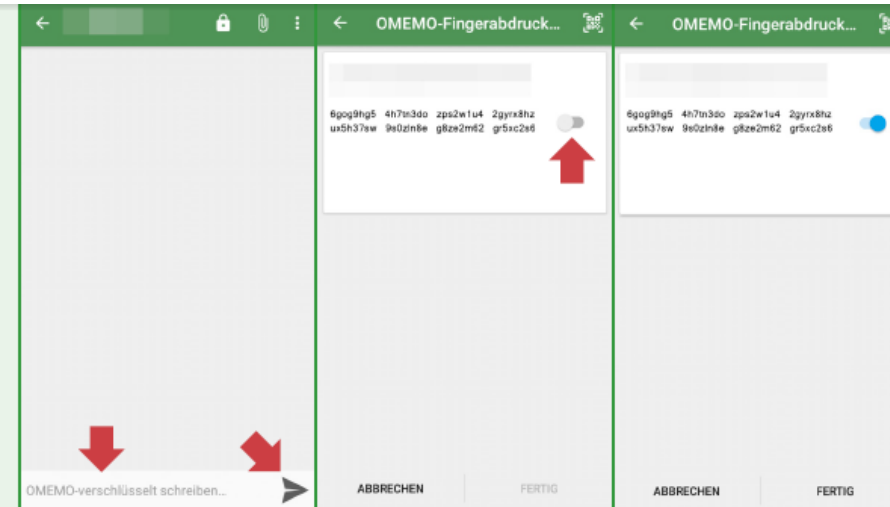 OMEMO-verschlüsselt schreiben...
OMEMO-Fingerabdruck...
6gog9hg5 4h7tn3do zps2w1u4 2gyrx8hz
ux5h37sw 9s0zln8e g8ze2m62 gr5xc2s6
ABBRECHEN FERTIG
OMEMO-Fingerabdruck...
6gog9hg5 4h7tn3do zps2w1u4 2gyrx8hz
ux5h37sw 9s0zln8e g8ze2m62 gr5xc2s6
ABBRECHEN FERTIG